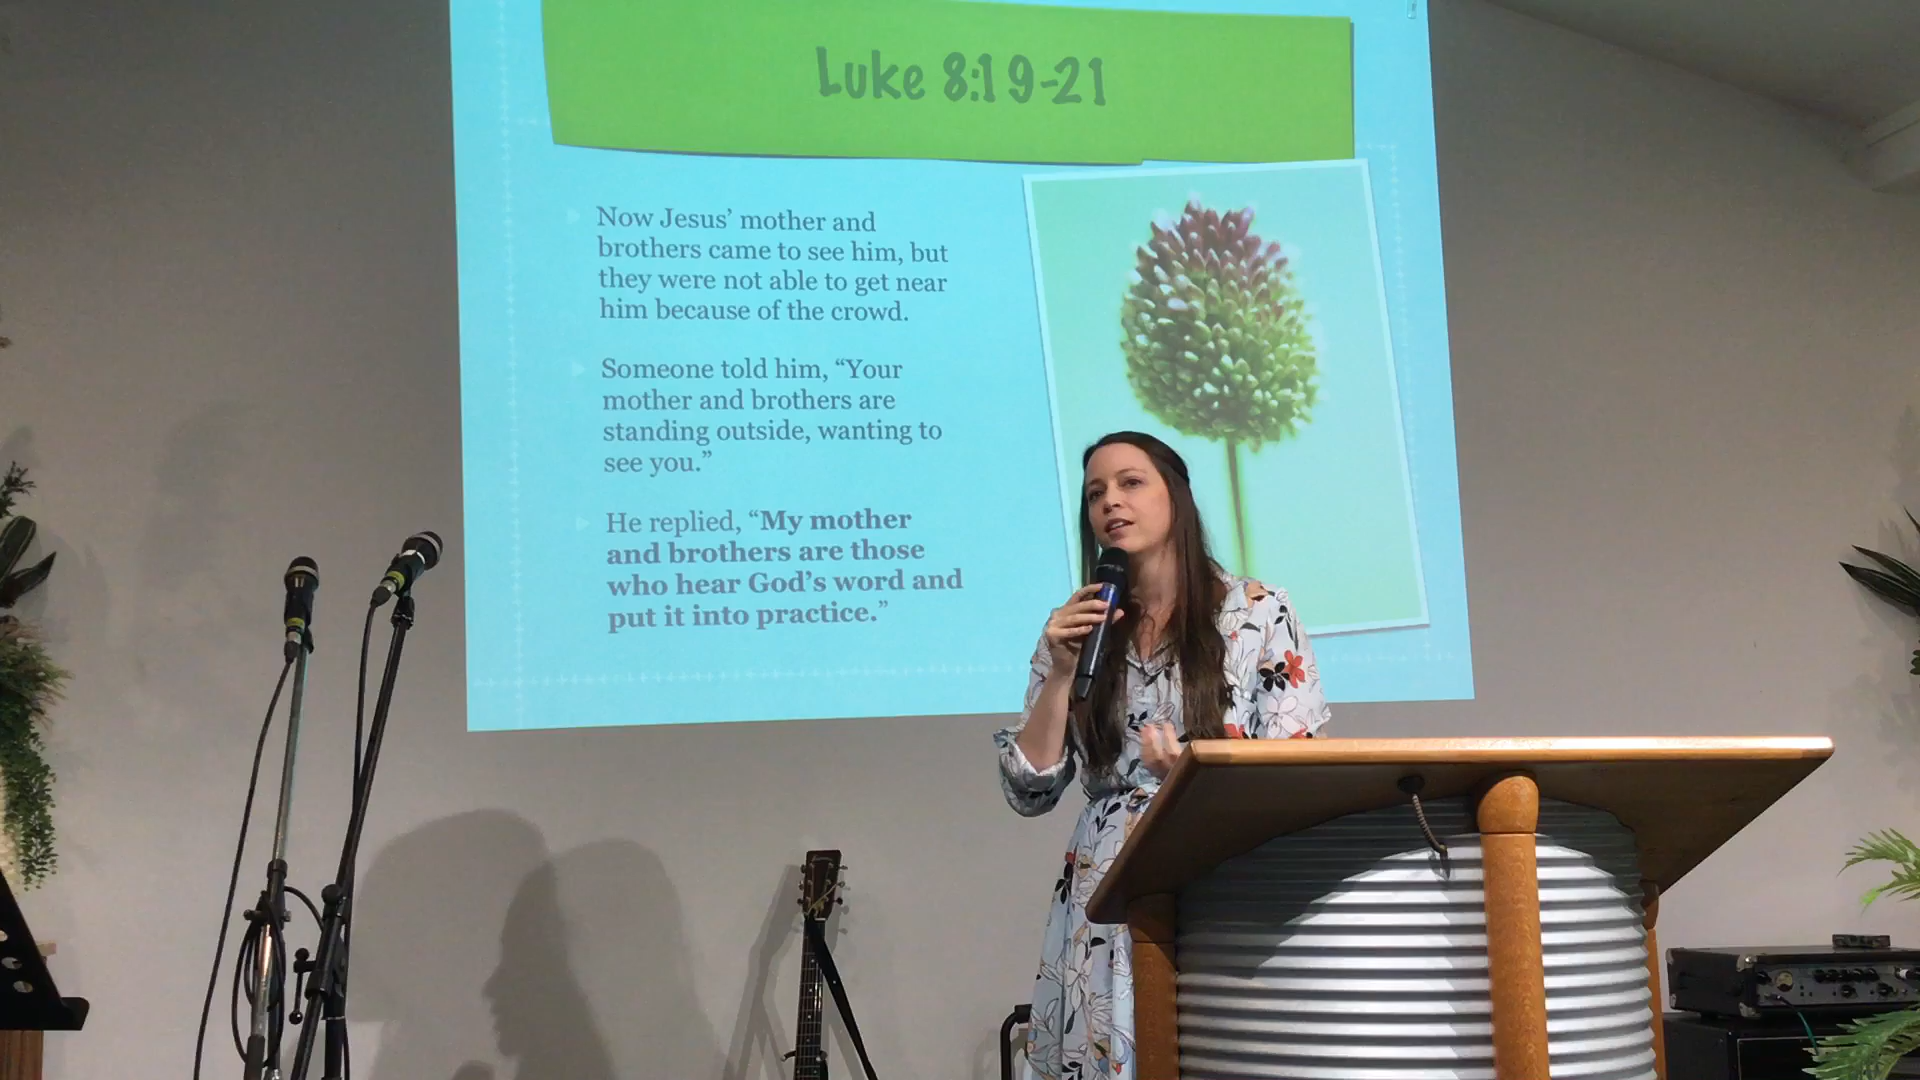 Luke 8:19-21
Now Jesus’ mother and
brothers came to see him, but
they were not able to get near
him because of the crowd.
Someone told him, “Your
mother and brothers are
standing outside, wanting to
see you.”
He replied, “My mother
and brothers are those
who hear God’s word and
put it into practice.”